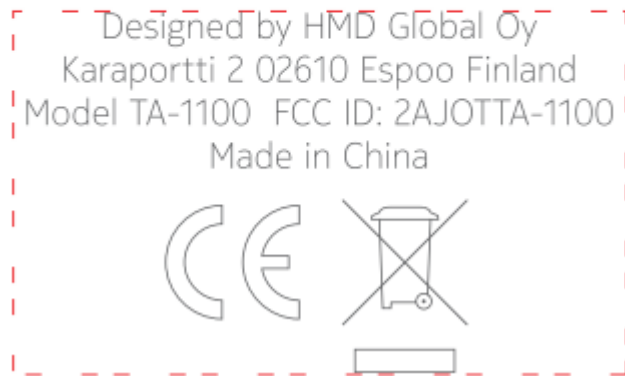 Designed by HMD Global Oy
Karaportti 2 02610 Espoo Finland
Model TA-1100 FCC ID: 2AJOTTA-1100
Made in China
CE